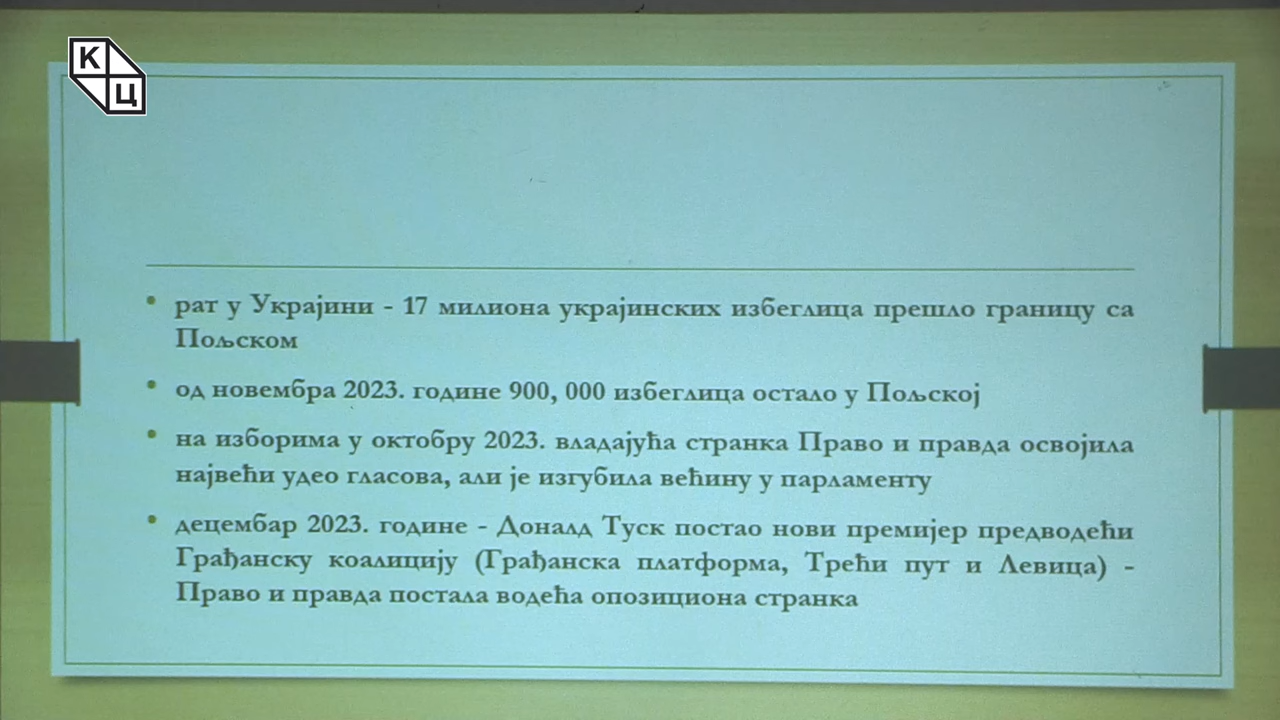 К
Ц
• рат у Украјини - 17 милиона украјинских избеглица прешло границу са
Пољском
• од новембра 2023. године 900, 000 избеглица остало у Пољској
• на изборима у октобру 2023. владајућа странка Право и правда освојила
највећи удео гласова, али је изгубила већину у парламенту
• децембар 2023. године - Доналд Туск постао нови премијер предводећи
Грађанску коалицију (Грађанска платформа, Трећи пут и Левица) -
Право и правда постала водећа опозициона странка